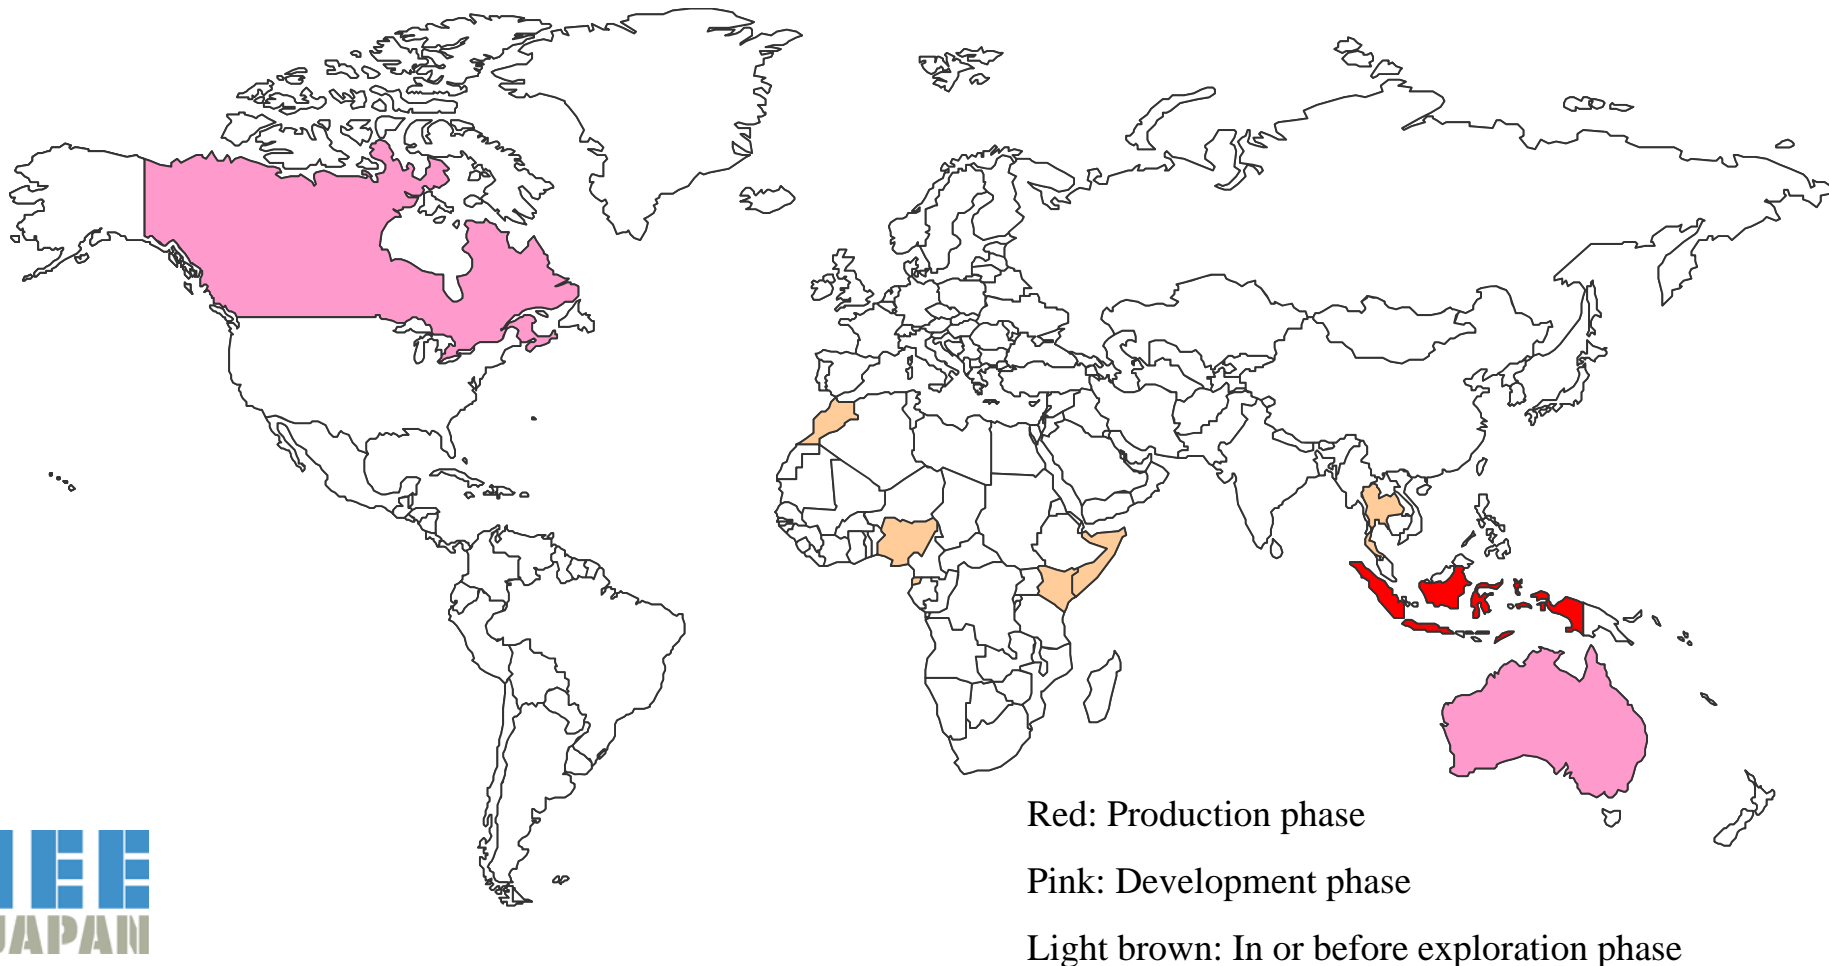 Red: Production phase
Pink: Development phase
Light brown: In or before exploration phase
IEE
JAPAN